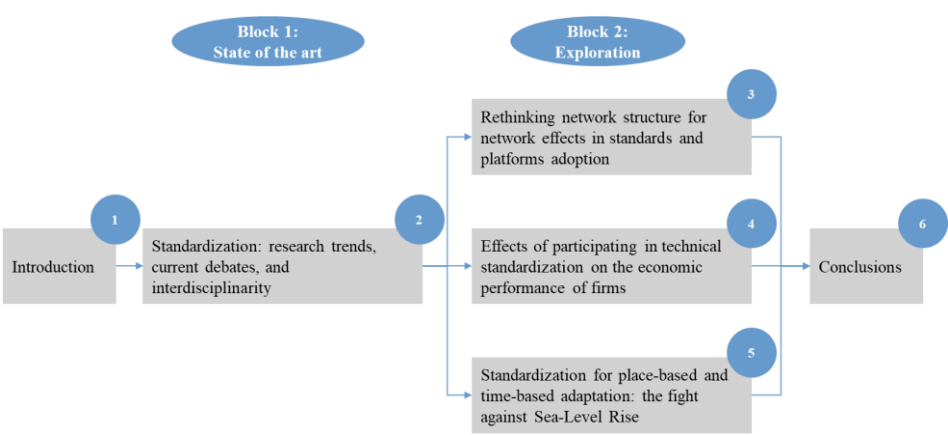 Block 1:
State of the art
Block 2:
Exploration
1
Introduction
2
Standardization: research trends,
current debates, and
interdisciplinarity
3
Rethinking network structure for
network effects in standards and
platforms adoption
4
Effects of participating in technical
standardization on the economic
performance of firms
5
Standardization for place-based and
time-based adaptation: the fight
against Sea-Level Rise
6
Conclusions